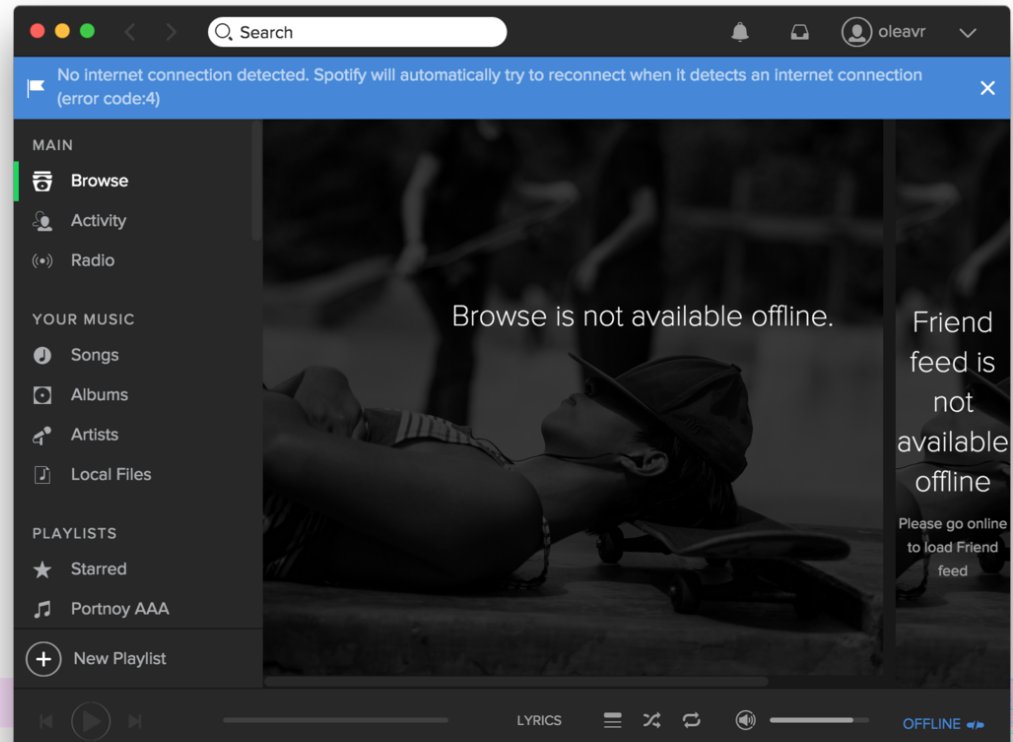 Search
oleavr
No internet connection detected. Spotify will automatically try to reconnect when it detects an internet connection
(error code:4)
MAIN
Browse
Activity
Radio
YOUR MUSIC
Songs
Albums
Artists
Local Files
PLAYLISTS
Starred
Portnoy AAA
New Playlist
Browse is not available offline.
Friend
feed is
not
available
offline
Please go online
to load Friend
feed
LYRICS
OFFLINE